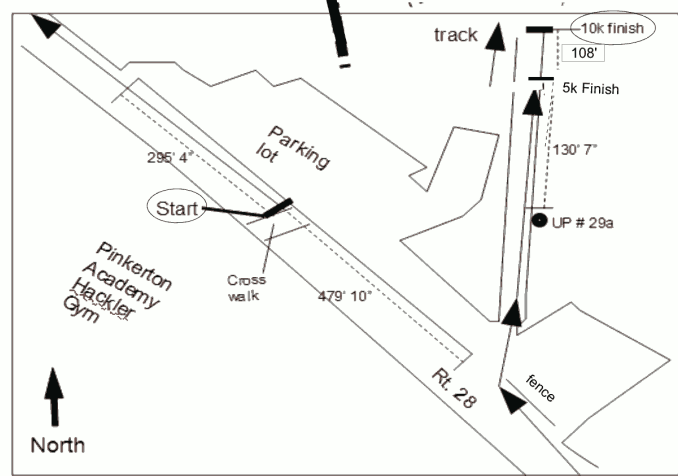 track
10k finish
108'
5k Finish
Parking
lot
295' 4"
130' 7"
Start
UP # 29a
Pinkerton
Academy
Hackler
Gym
Cross
walk
479' 10"
Rt. 28
fence
North